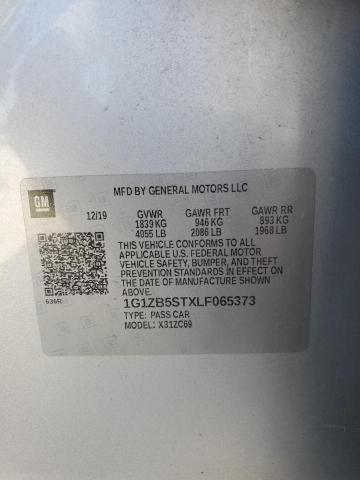 GM
MFD BY GENERAL MOTORS LLC
12/19 GVWR GAWR FRT GAWR RR
1839 KG 946 KG 893 KG
4055 LB 2086 LB 1968 LB
THIS VEHICLE CONFORMS TO ALL
APPLICABLE U.S. FEDERAL MOTOR
VEHICLE SAFETY, BUMPER, AND THEFT
PREVENTION STANDARDS IN EFFECT ON
THE DATE OF MANUFACTURE SHOWN
ABOVE.
636R
1G1ZB5STXLF065373
TYPE: PASS CAR
MODEL: X31ZC69